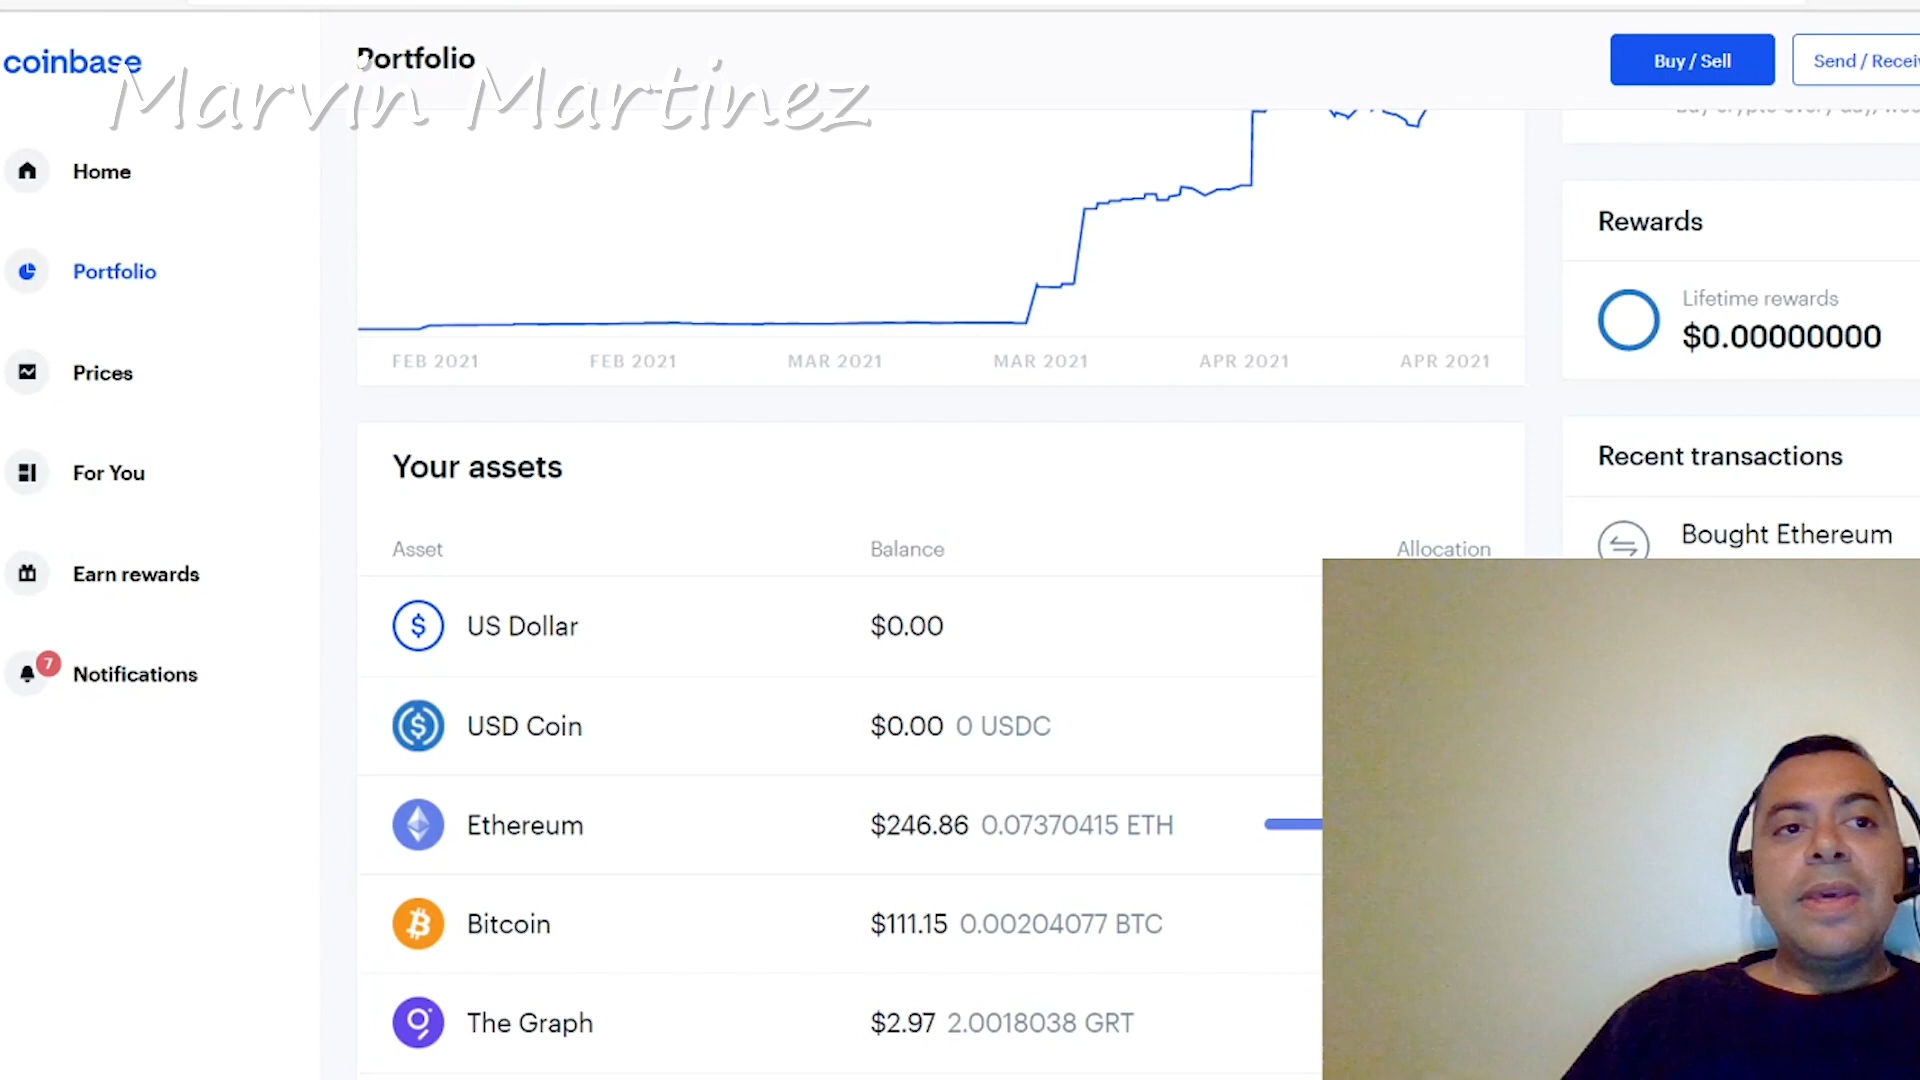 coinbase
Marvin Martinez
Portfolio
Buy / Sell
Send /
Home
Portfolio
Prices
For You
Earn rewards
7
Notifications
FEB 2021
FEB 2021
MAR 2021
MAR 2021
APR 2021
APR 2021
Your assets
Asset
Balance
Allocation
US Dollar
$0.00
USD Coin
$0.00 0 USDC
Ethereum
$246.86 0.07370415 ETH
Bitcoin
$111.15 0.00204077 BTC
The Graph
$2.97 2.0018038 GRT
Rewards
Lifetime rewards
$0.00000000
Recent transactions
Bought Ethereum